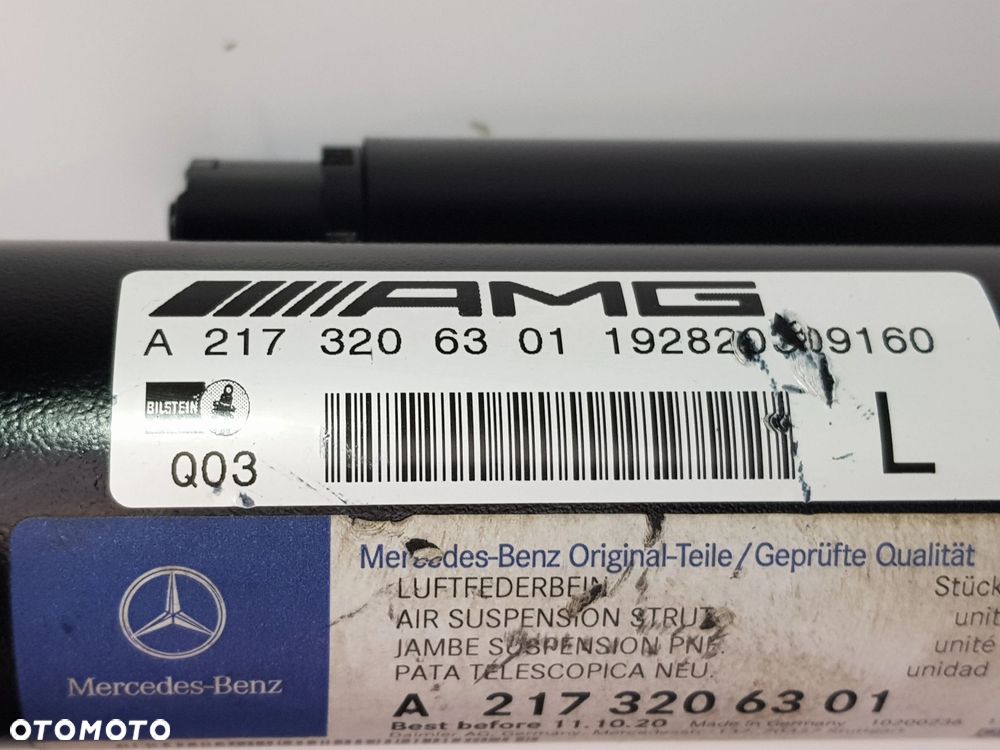 AMG
A 217 320 63 01 192820309160
BILSTEIN
Q03
L
Mercedes-Benz Original-Teile/Geprüfte Qualität
LUFTFEDERBEIN Stück
AIR SUSPENSION STRUT unit
JAMBE SUSPENSION PNE. unité
PATA TELESCOPICA NEU. unidad
Mercedes-Benz
A 217 320 63 01
Best before 11.10.20 Made in Germany 10200236
OTOMOTO